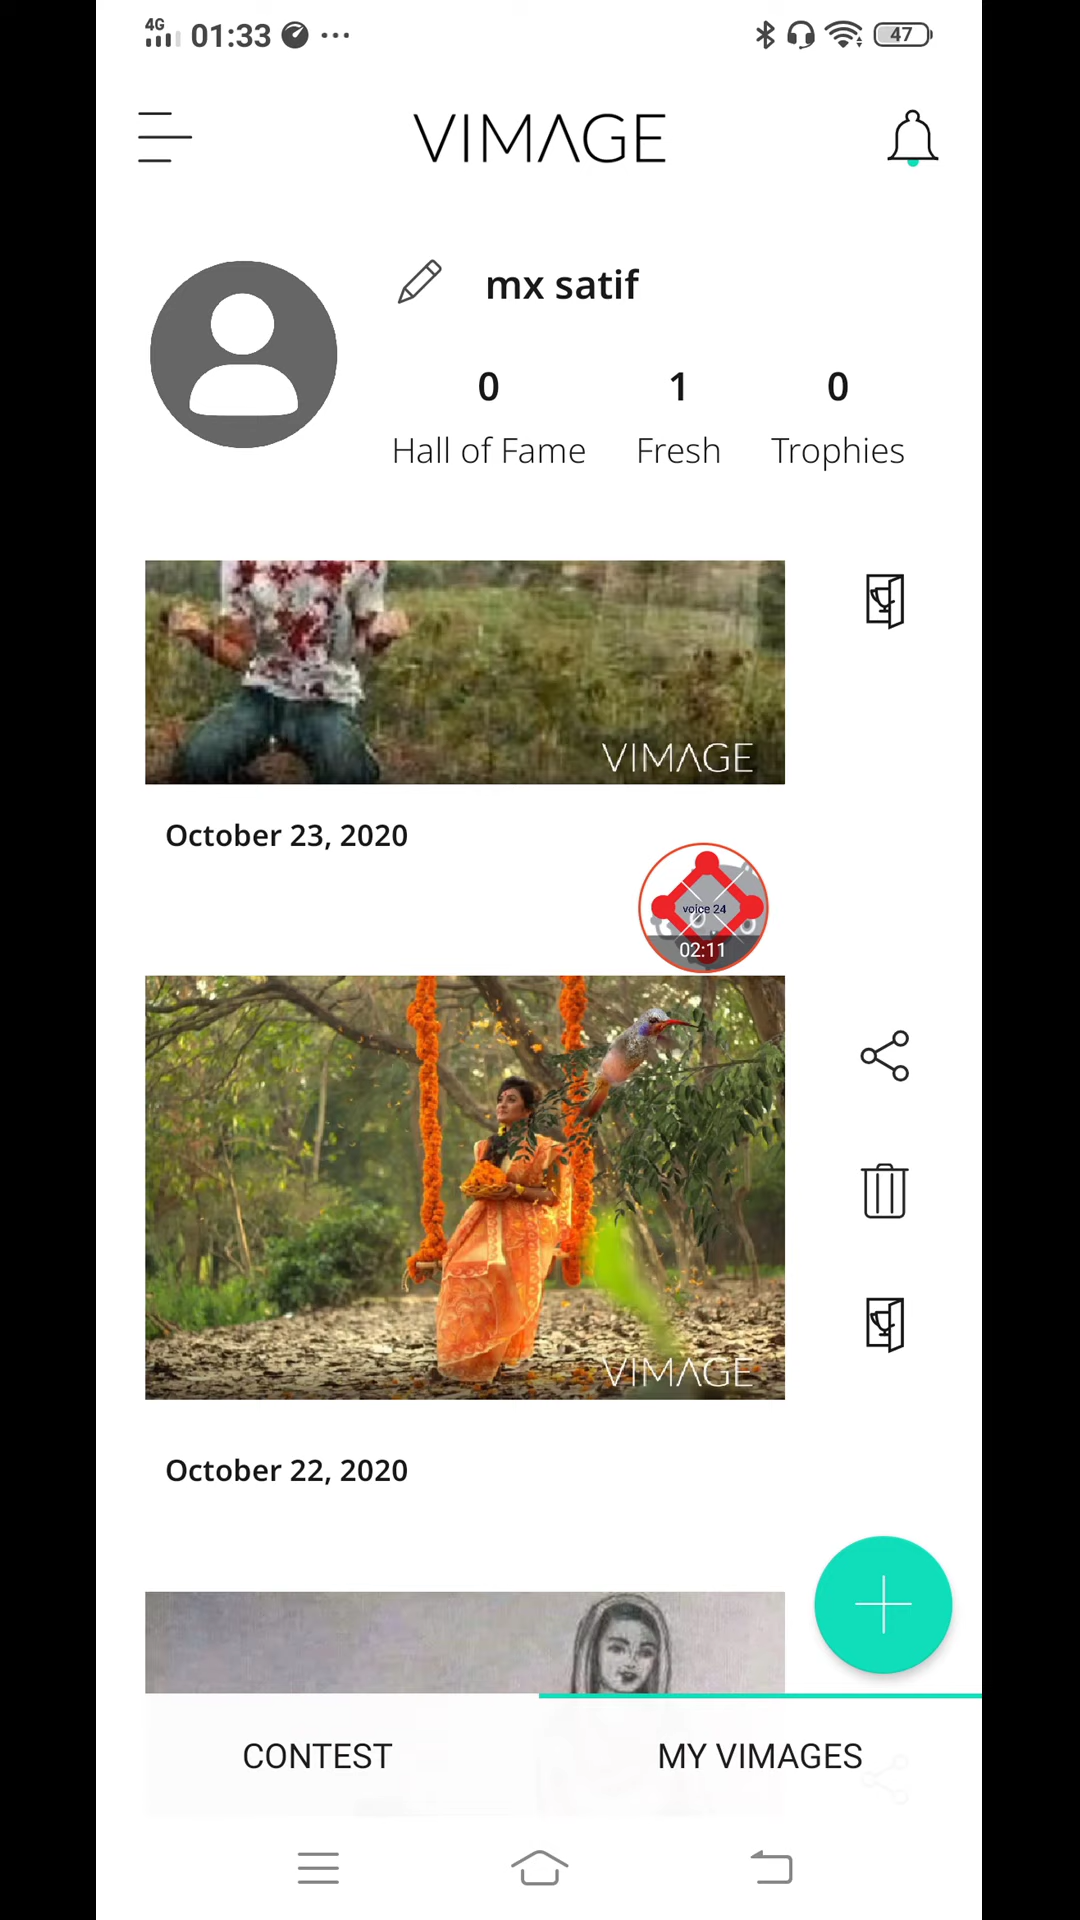 4G 01:33 47
VIMAGE
mx satif
0 1 0
Hall of Fame Fresh Trophies
VIMAGE
October 23, 2020
voice 24
02:11
VIMAGE
October 22, 2020
CONTEST MY VIMAGES